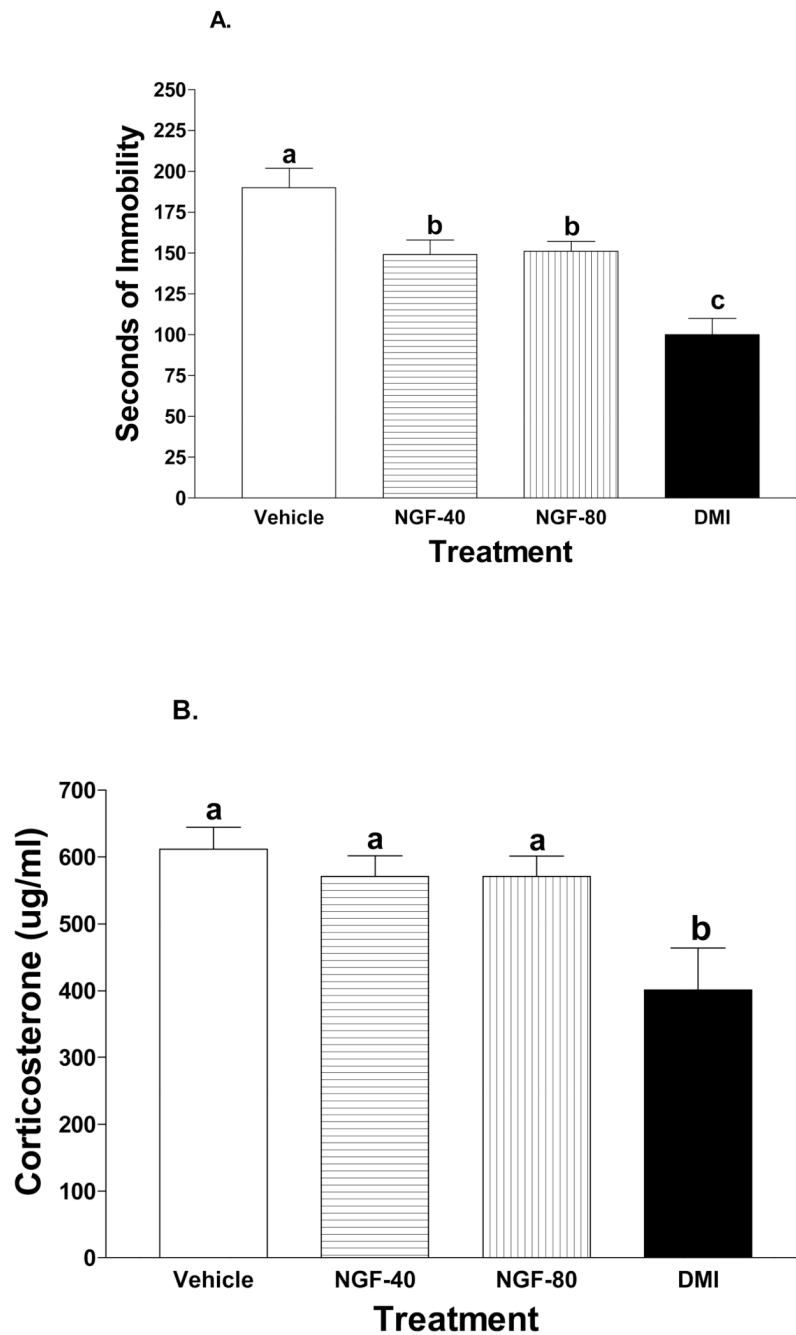 A.
Seconds of Immobility
250
225
200
175
150
125
100
75
50
25
0
a
b
b
c
Vehicle NGF-40 NGF-80 DMI
Treatment
B.
Corticosterone (ug/ml)
700
600
500
400
300
200
100
0
a
a
a
b
Vehicle NGF-40 NGF-80 DMI
Treatment